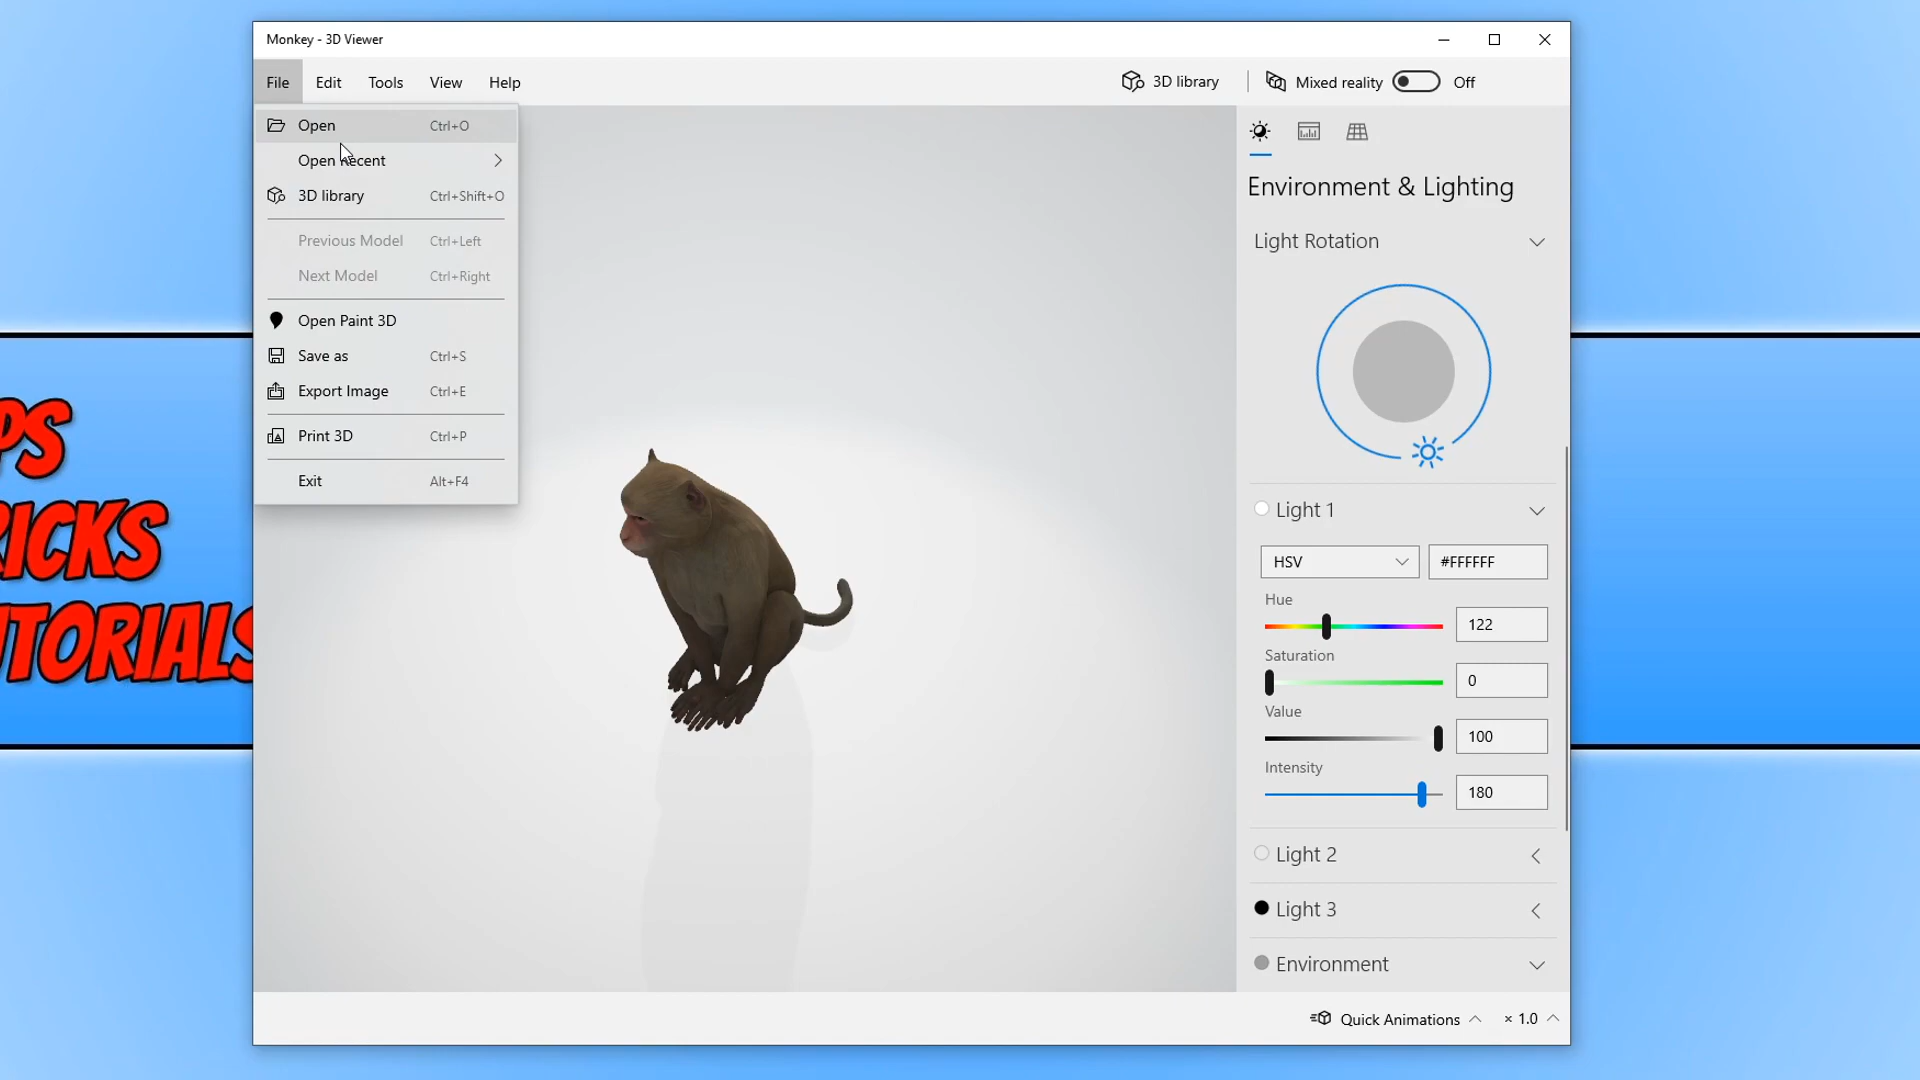 Monkey - 3D Viewer
File Edit Tools View Help 3D library Mixed reality Off
Open Ctrl+O
Open Recent
3D library Ctrl+Shift+O
Previous Model Ctrl+Left
Next Model Ctrl+Right
Open Paint 3D
Save as Ctrl+S
Export Image Ctrl+E
Print 3D Ctrl+P
Exit Alt+F4
Environment & Lighting
Light Rotation
Light 1
HSV #FFFFFF
Hue
122
Saturation
0
Value
100
Intensity
180
Light 2
Light 3
Environment
Quick Animations × 1.0
PS
RICKS
UTORIALS